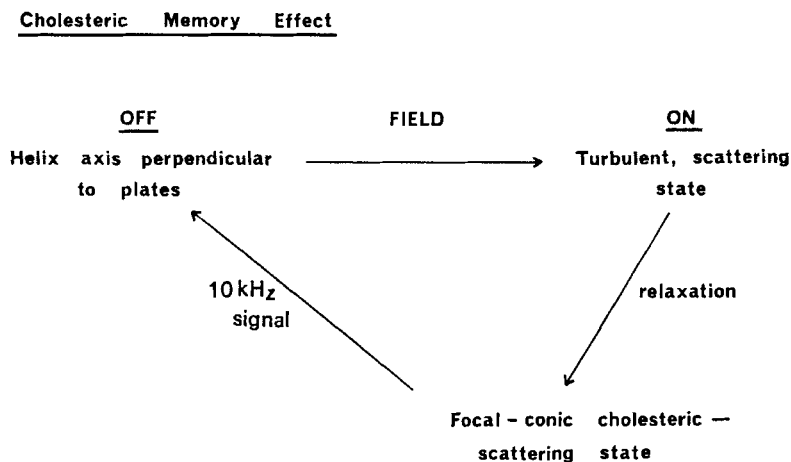 Cholesteric Memory Effect
OFF
FIELD
ON
Helix axis perpendicular
to plates
Turbulent, scattering
state
10 kHz
signal
relaxation
Focal – conic cholesteric —
scattering state